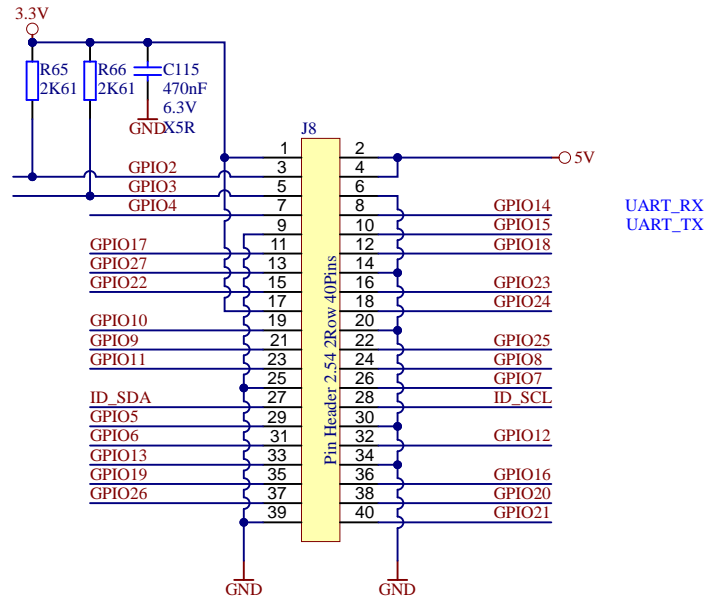 3.3V
R65
2K61
R66
2K61
C115
470nF
6.3V
X5R
GND
J8
1 2 5V
GPIO2 3 4
GPIO3 5 6
GPIO4 7 8 GPIO14 UART_RX
9 10 GPIO15 UART_TX
GPIO17 11 12 GPIO18
GPIO27 13 14
GPIO22 15 16 GPIO23
17 18 GPIO24
GPIO10 19 20
GPIO9 21 22 GPIO25
GPIO11 23 24 GPIO8
25 26 GPIO7
ID_SDA 27 28 ID_SCL
GPIO5 29 30
GPIO6 31 32 GPIO12
GPIO13 33 34
GPIO19 35 36 GPIO16
GPIO26 37 38 GPIO20
39 40 GPIO21
Pin Header 2.54 2Row 40Pins
GND GND